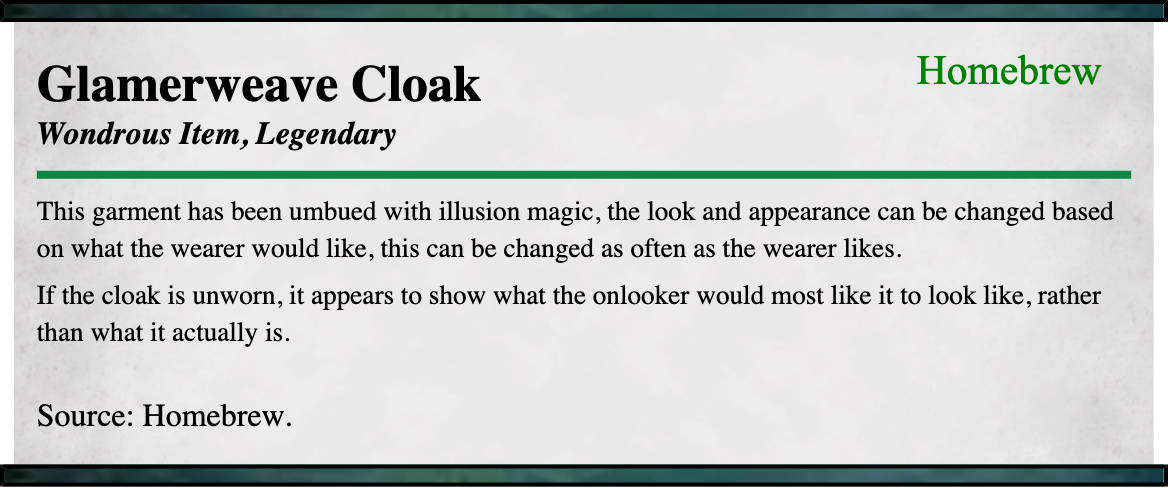 Glamerweave Cloak
Homebrew
Wondrous Item, Legendary
This garment has been umbued with illusion magic, the look and appearance can be changed based
on what the wearer would like, this can be changed as often as the wearer likes.
If the cloak is unworn, it appears to show what the onlooker would most like it to look like, rather
than what it actually is.
Source: Homebrew.